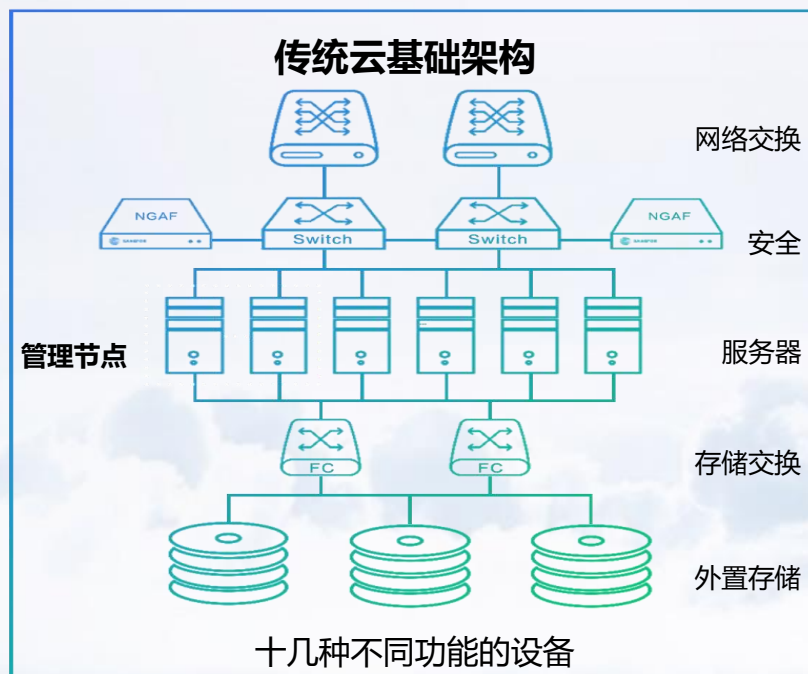 传统云基础架构
网络交换
NGAF
NGAF
Switch
Switch
安全
SANGFOR
管理节点
服务器
FC
FC
存储交换
外置存储
十几种不同功能的设备